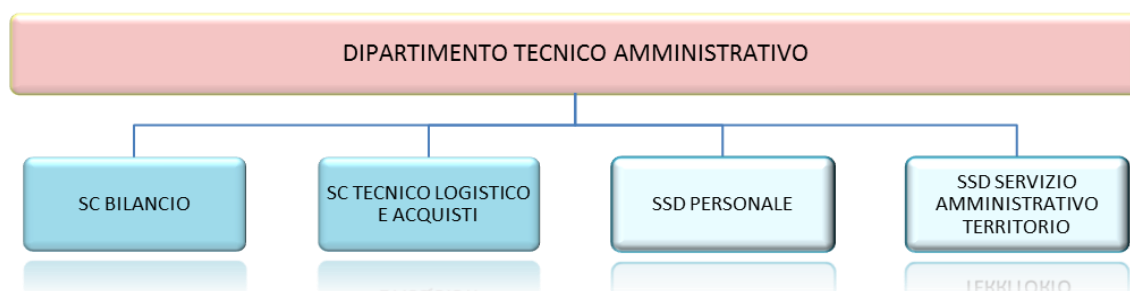 DIPARTIMENTO TECNICO AMMINISTRATIVO
SC BILANCIO
SC TECNICO LOGISTICO
E ACQUISTI
SSD PERSONALE
SSD SERVIZIO
AMMINISTRATIVO
TERRITORIO